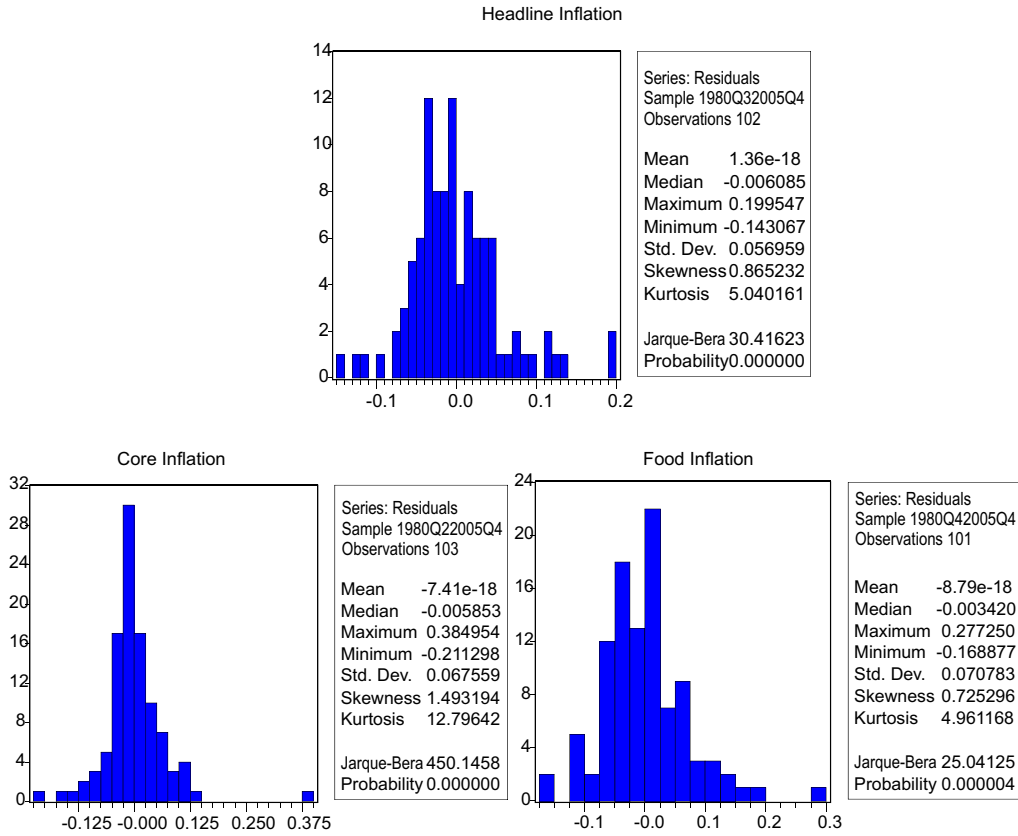 Headline Inflation
14
12
10
8
6
4
2
0
-0.1 0.0 0.1 0.2
Series: Residuals
Sample 1980Q32005Q4
Observations 102
Mean 1.36e-18
Median -0.006085
Maximum 0.199547
Minimum -0.143067
Std. Dev. 0.056959
Skewness 0.865232
Kurtosis 5.040161
Jarque-Bera 30.41623
Probability 0.000000
Core Inflation
32
28
24
20
16
12
8
4
0
-0.125 -0.000 0.125 0.250 0.375
Series: Residuals
Sample 1980Q22005Q4
Observations 103
Mean -7.41e-18
Median -0.005853
Maximum 0.384954
Minimum -0.211298
Std. Dev. 0.067559
Skewness 1.493194
Kurtosis 12.79642
Jarque-Bera 450.1458
Probability 0.000000
Food Inflation
24
20
16
12
8
4
0
-0.1 -0.0 0.1 0.2 0.3
Series: Residuals
Sample 1980Q42005Q4
Observations 101
Mean -8.79e-18
Median -0.003420
Maximum 0.277250
Minimum -0.168877
Std. Dev. 0.070783
Skewness 0.725296
Kurtosis 4.961168
Jarque-Bera 25.04125
Probability 0.000004